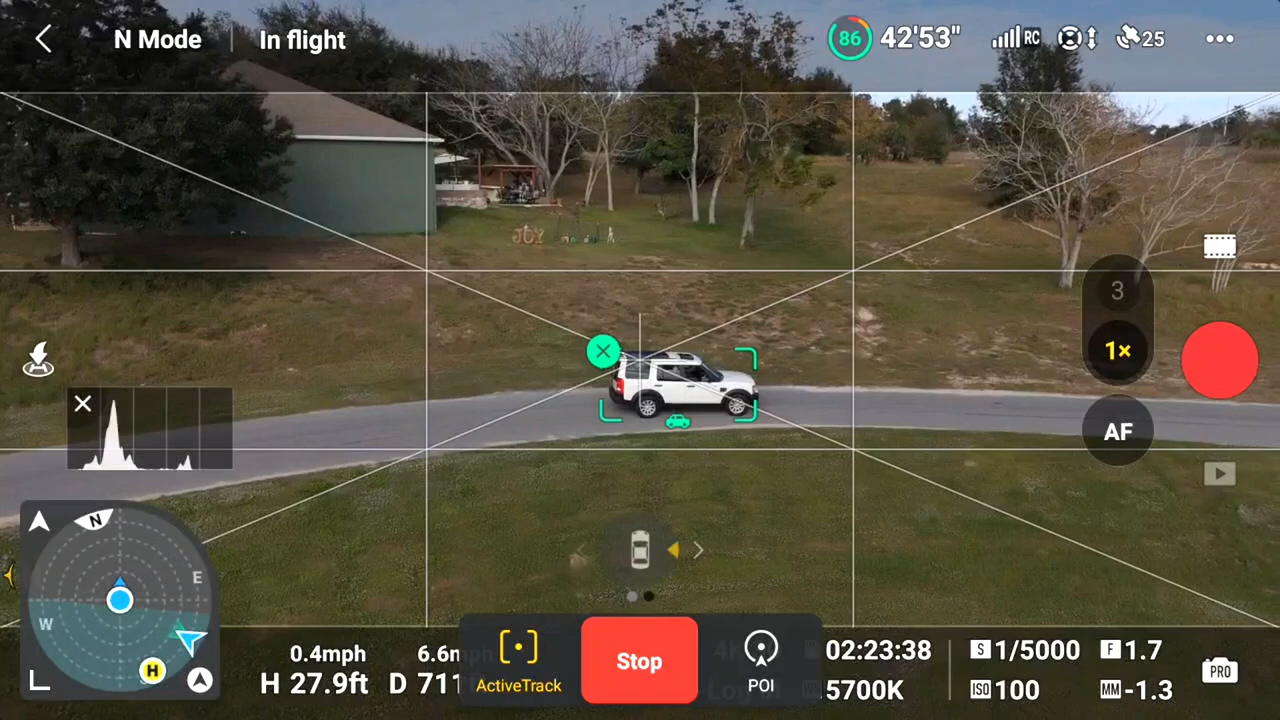 N Mode
In flight
86 42'53" RC 25
JOY
3
1×
AF
N
E
W
H
0.4mph
H 27.9ft D 711
ActiveTrack
Stop
POI
02:23:38
5700K
S 1/5000 F 1.7
ISO 100 MM -1.3
PRO